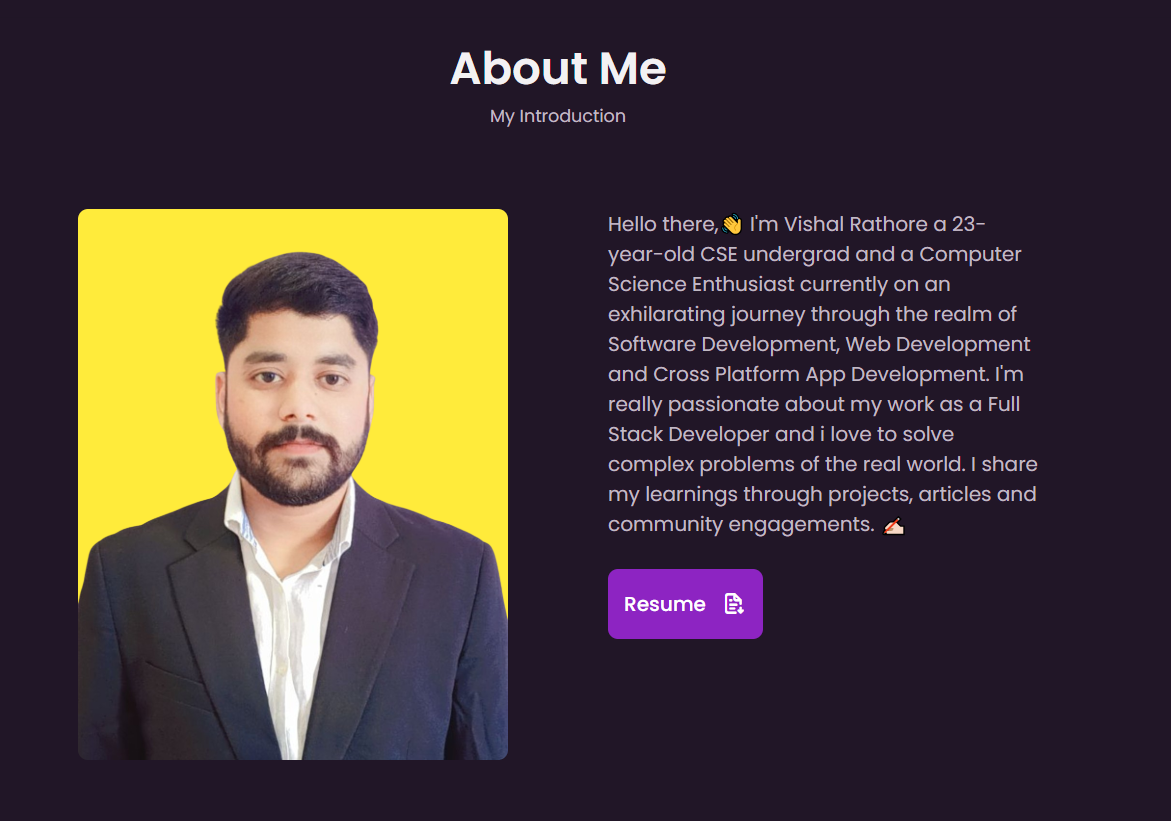 About Me
My Introduction
Hello there,👋 I'm Vishal Rathore a 23-
year-old CSE undergrad and a Computer
Science Enthusiast currently on an
exhilarating journey through the realm of
Software Development, Web Development
and Cross Platform App Development. I'm
really passionate about my work as a Full
Stack Developer and i love to solve
complex problems of the real world. I share
my learnings through projects, articles and
community engagements. ✍🏻
Resume